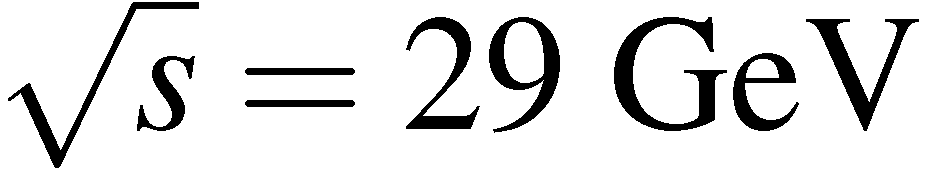 √s = 29 GeV